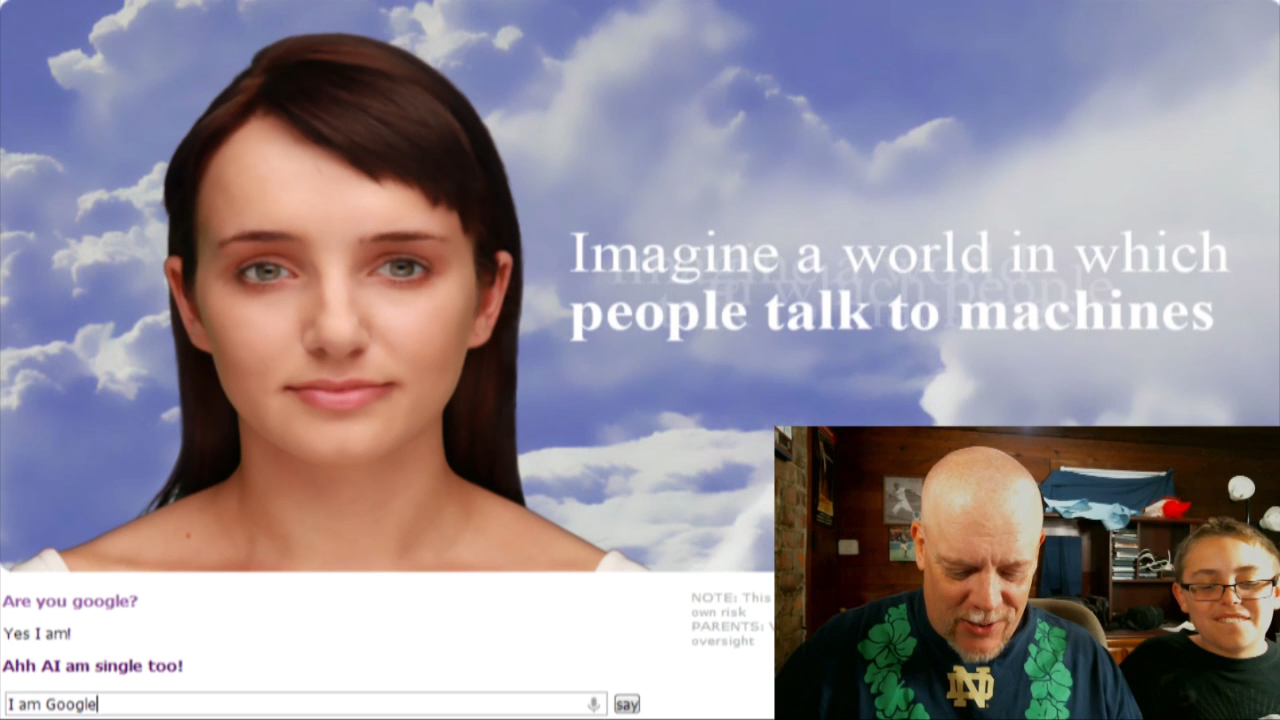 Imagine a world in which
people talk to machines
Are you google?
Yes I am!
Ahh AI am single too!
I am Google
say
NOTE: This
own risk
PARENTS:
oversight
ND